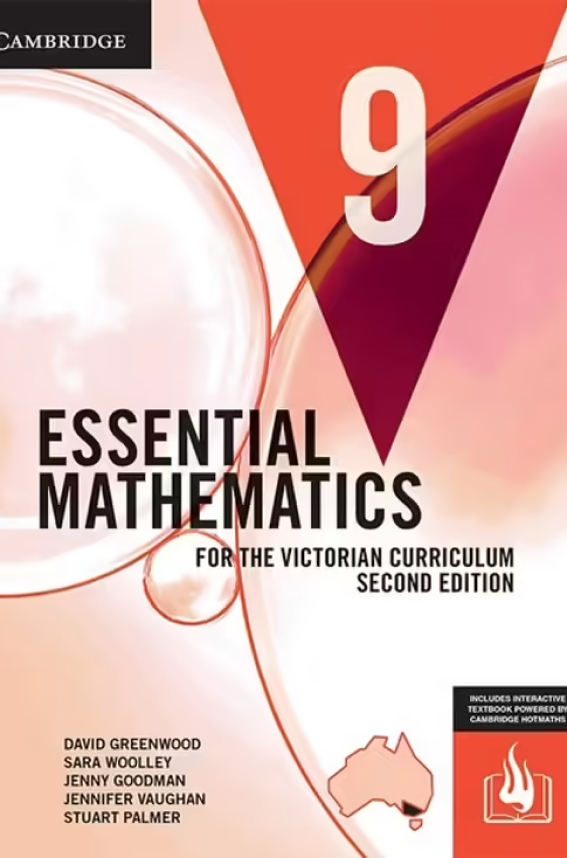 CAMBRIDGE
9
ESSENTIAL
MATHEMATICS
FOR THE VICTORIAN CURRICULUM
SECOND EDITION
INCLUDES INTERACTIVE
TEXTBOOK POWERED BY
CAMBRIDGE HOTMATHS
DAVID GREENWOOD
SARA WOOLLEY
JENNY GOODMAN
JENNIFER VAUGHAN
STUART PALMER